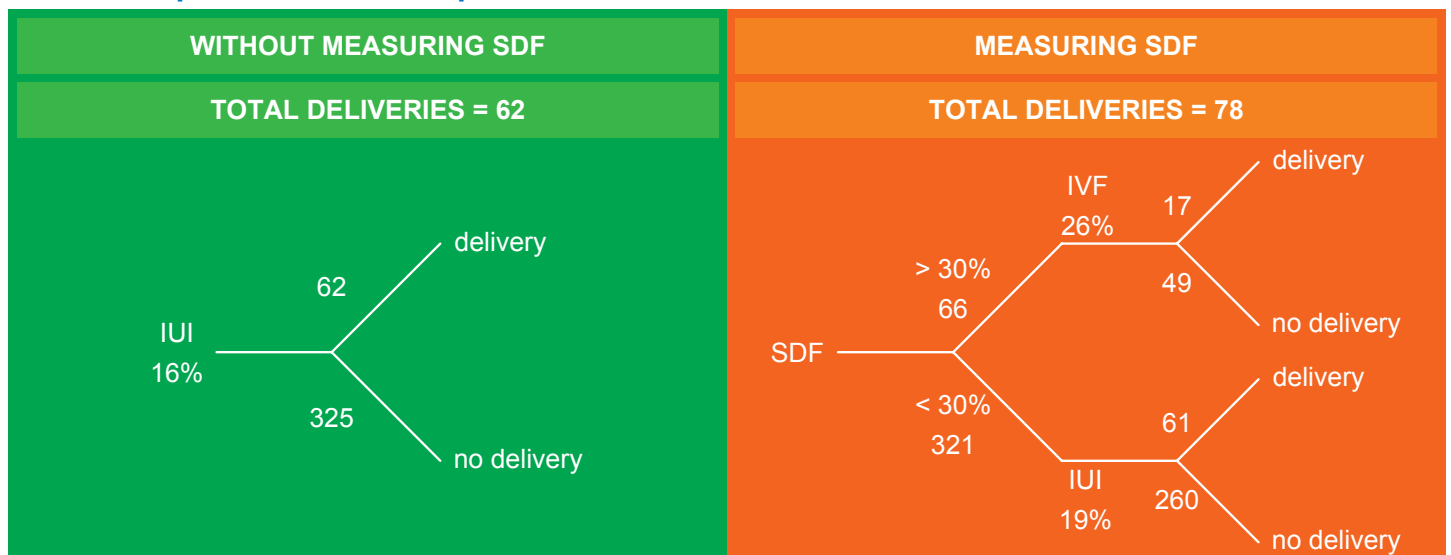 WITHOUT MEASURING SDF
TOTAL DELIVERIES = 62
IUI
16%
62
delivery
325
no delivery
MEASURING SDF
TOTAL DELIVERIES = 78
SDF
> 30%
66
IVF
26%
17
delivery
49
no delivery
< 30%
321
IUI
19%
61
delivery
260
no delivery